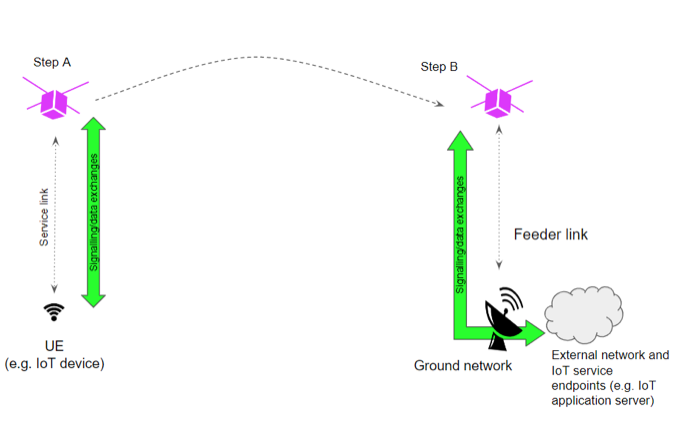 Step A
Step B
Service link
Signalling/data exchanges
Signalling/data exchanges
Feeder link
UE
(e.g. IoT device)
Ground network
External network and
IoT service
endpoints (e.g. IoT
application server)